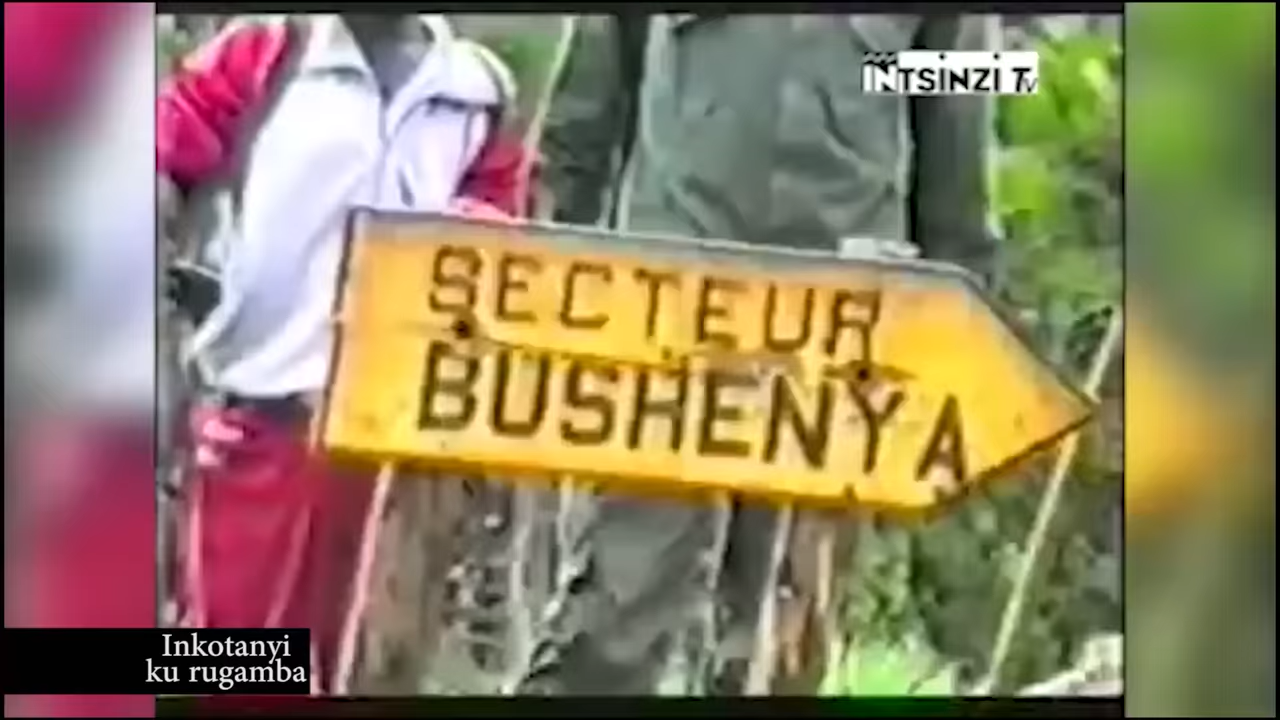 INTSINZI TV
SECTEUR
BUSHENYA
Inkotanyi
ku rugamba